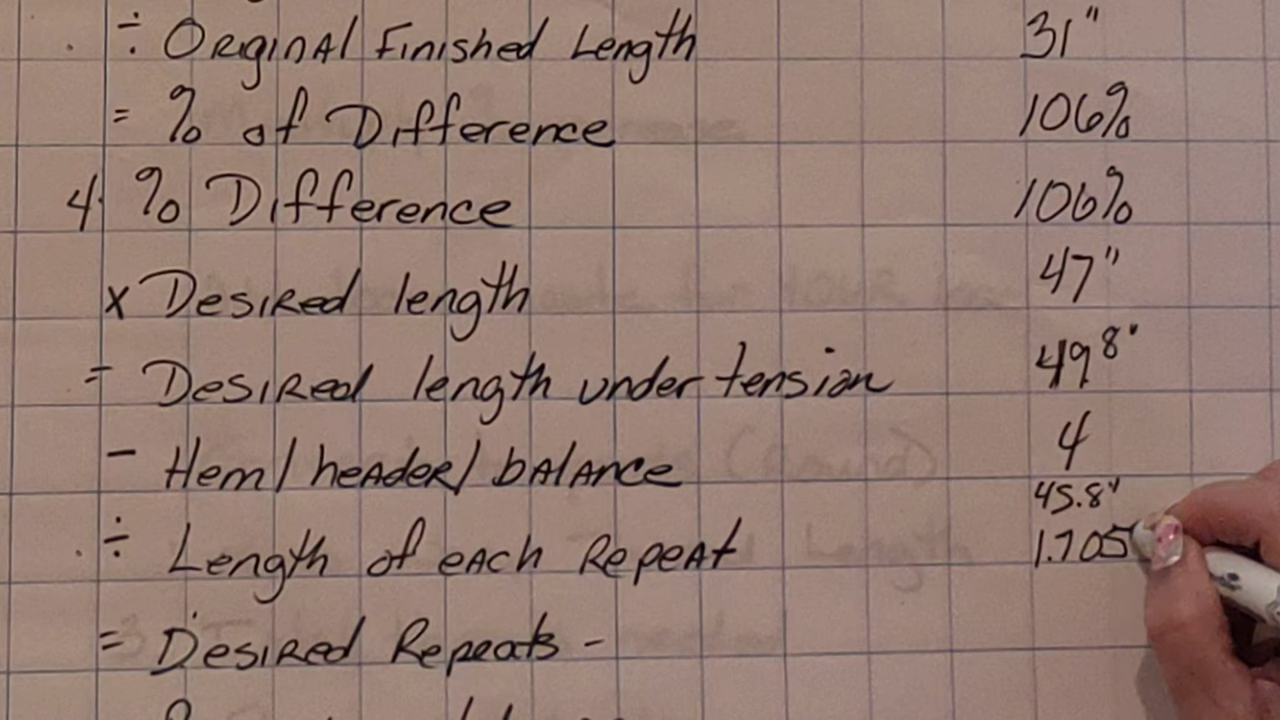 ÷ Original Finished Length 31"
= % of Difference 106%
4. % Difference 106%
x Desired length 47"
= Desired length under tension 49 8"
- Hem/header/balance 4
45.8"
÷ Length of each Repeat 1.705
= Desired Repeats -